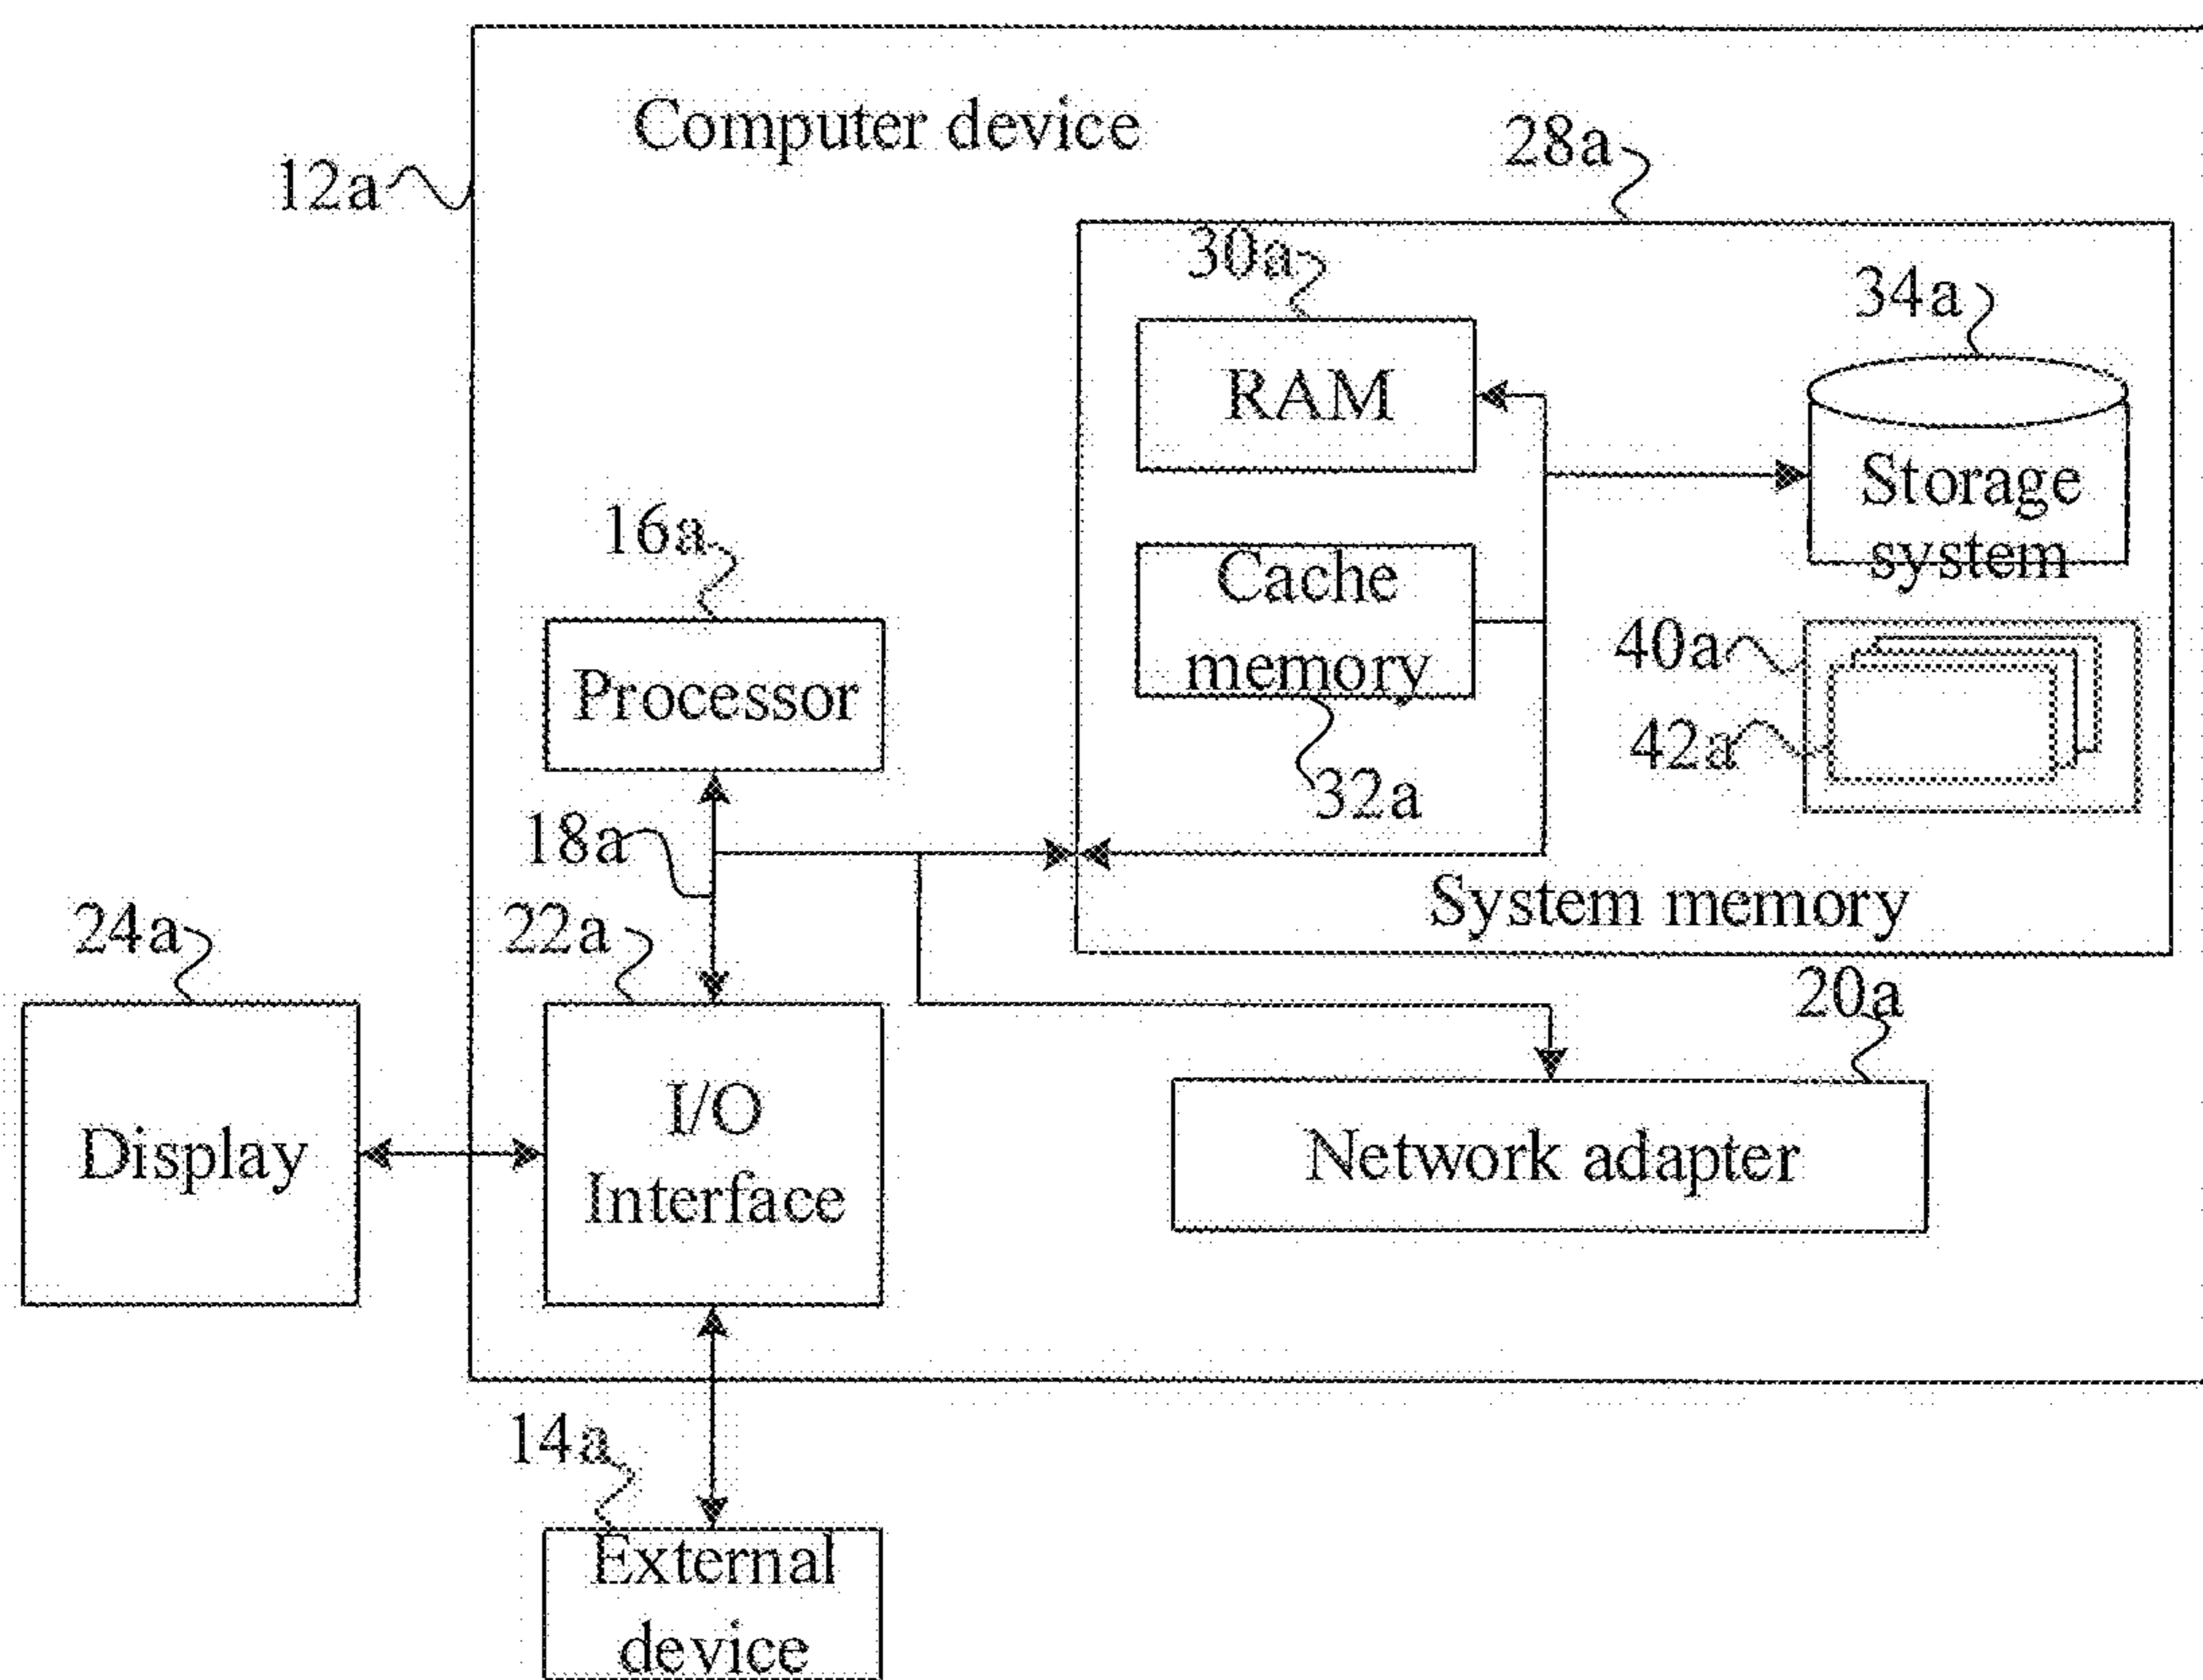 Computer device
12a
28a
30a
34a
RAM
Storage
system
16a
Cache
memory
40a
Processor
42a
32a
18a
System memory
24a
22a
20a
Display
I/O
Interface
Network adapter
14a
External
device